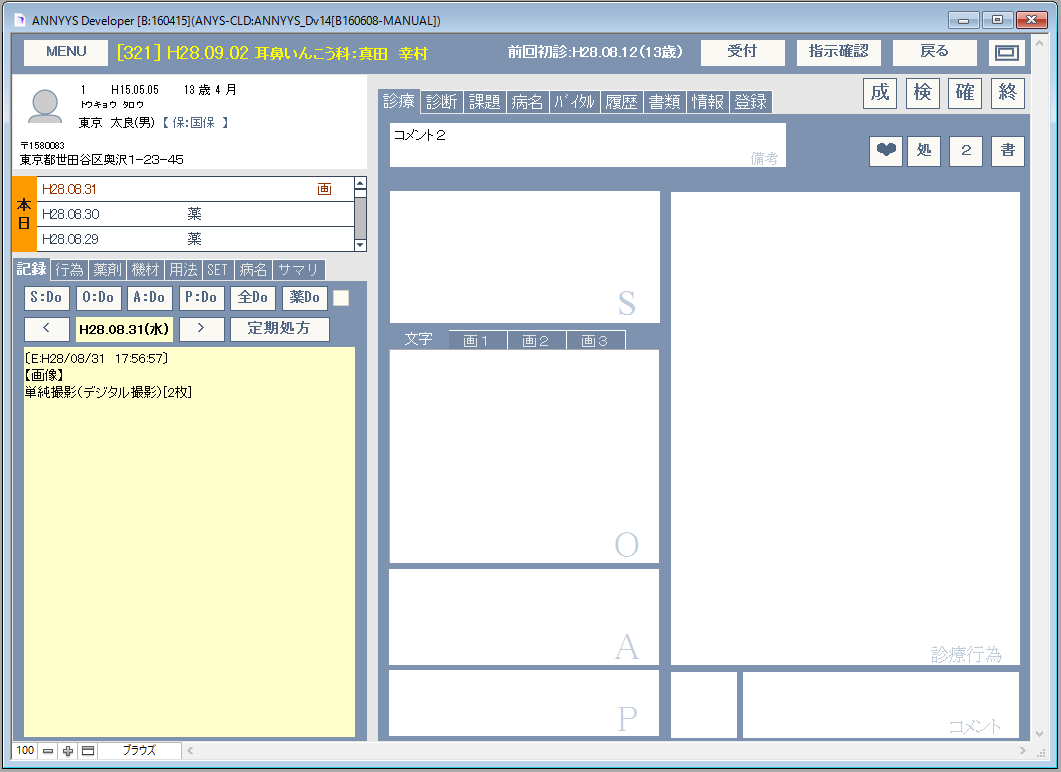 ANNYYS Developer [B:160415](ANYS-CLD:ANNYYS_Dv14[B160608-MANUAL])
MENU [321] H28.09.02 耳鼻いんこう科:真田 幸村 前回初診:H28.08.12(13歳) 受付 指示確認 戻る
1 H15.05.05 13 歳 4 月
トウキョウ タロウ
東京 太良(男) 【 保:国保 】
〒1580083
東京都世田谷区奥沢1-23-45
本日
H28.08.31 画
H28.08.30 薬
H28.08.29 薬
記録 行為 薬剤 機材 用法 SET 病名 サマリ
S:Do O:Do A:Do P:Do 全Do 薬Do
< H28.08.31(水) > 定期処方
[E:H28/08/31 17:56:57]
【画像】
単純撮影(デジタル撮影)[2枚]
診療 診断 課題 病名 バイタル 履歴 書類 情報 登録
成 検 確 終
コメント2
備考
❤ 処 2 書
S
文字 画1 画2 画3
O
A
P
診療行為
コメント
100 ブラウズ